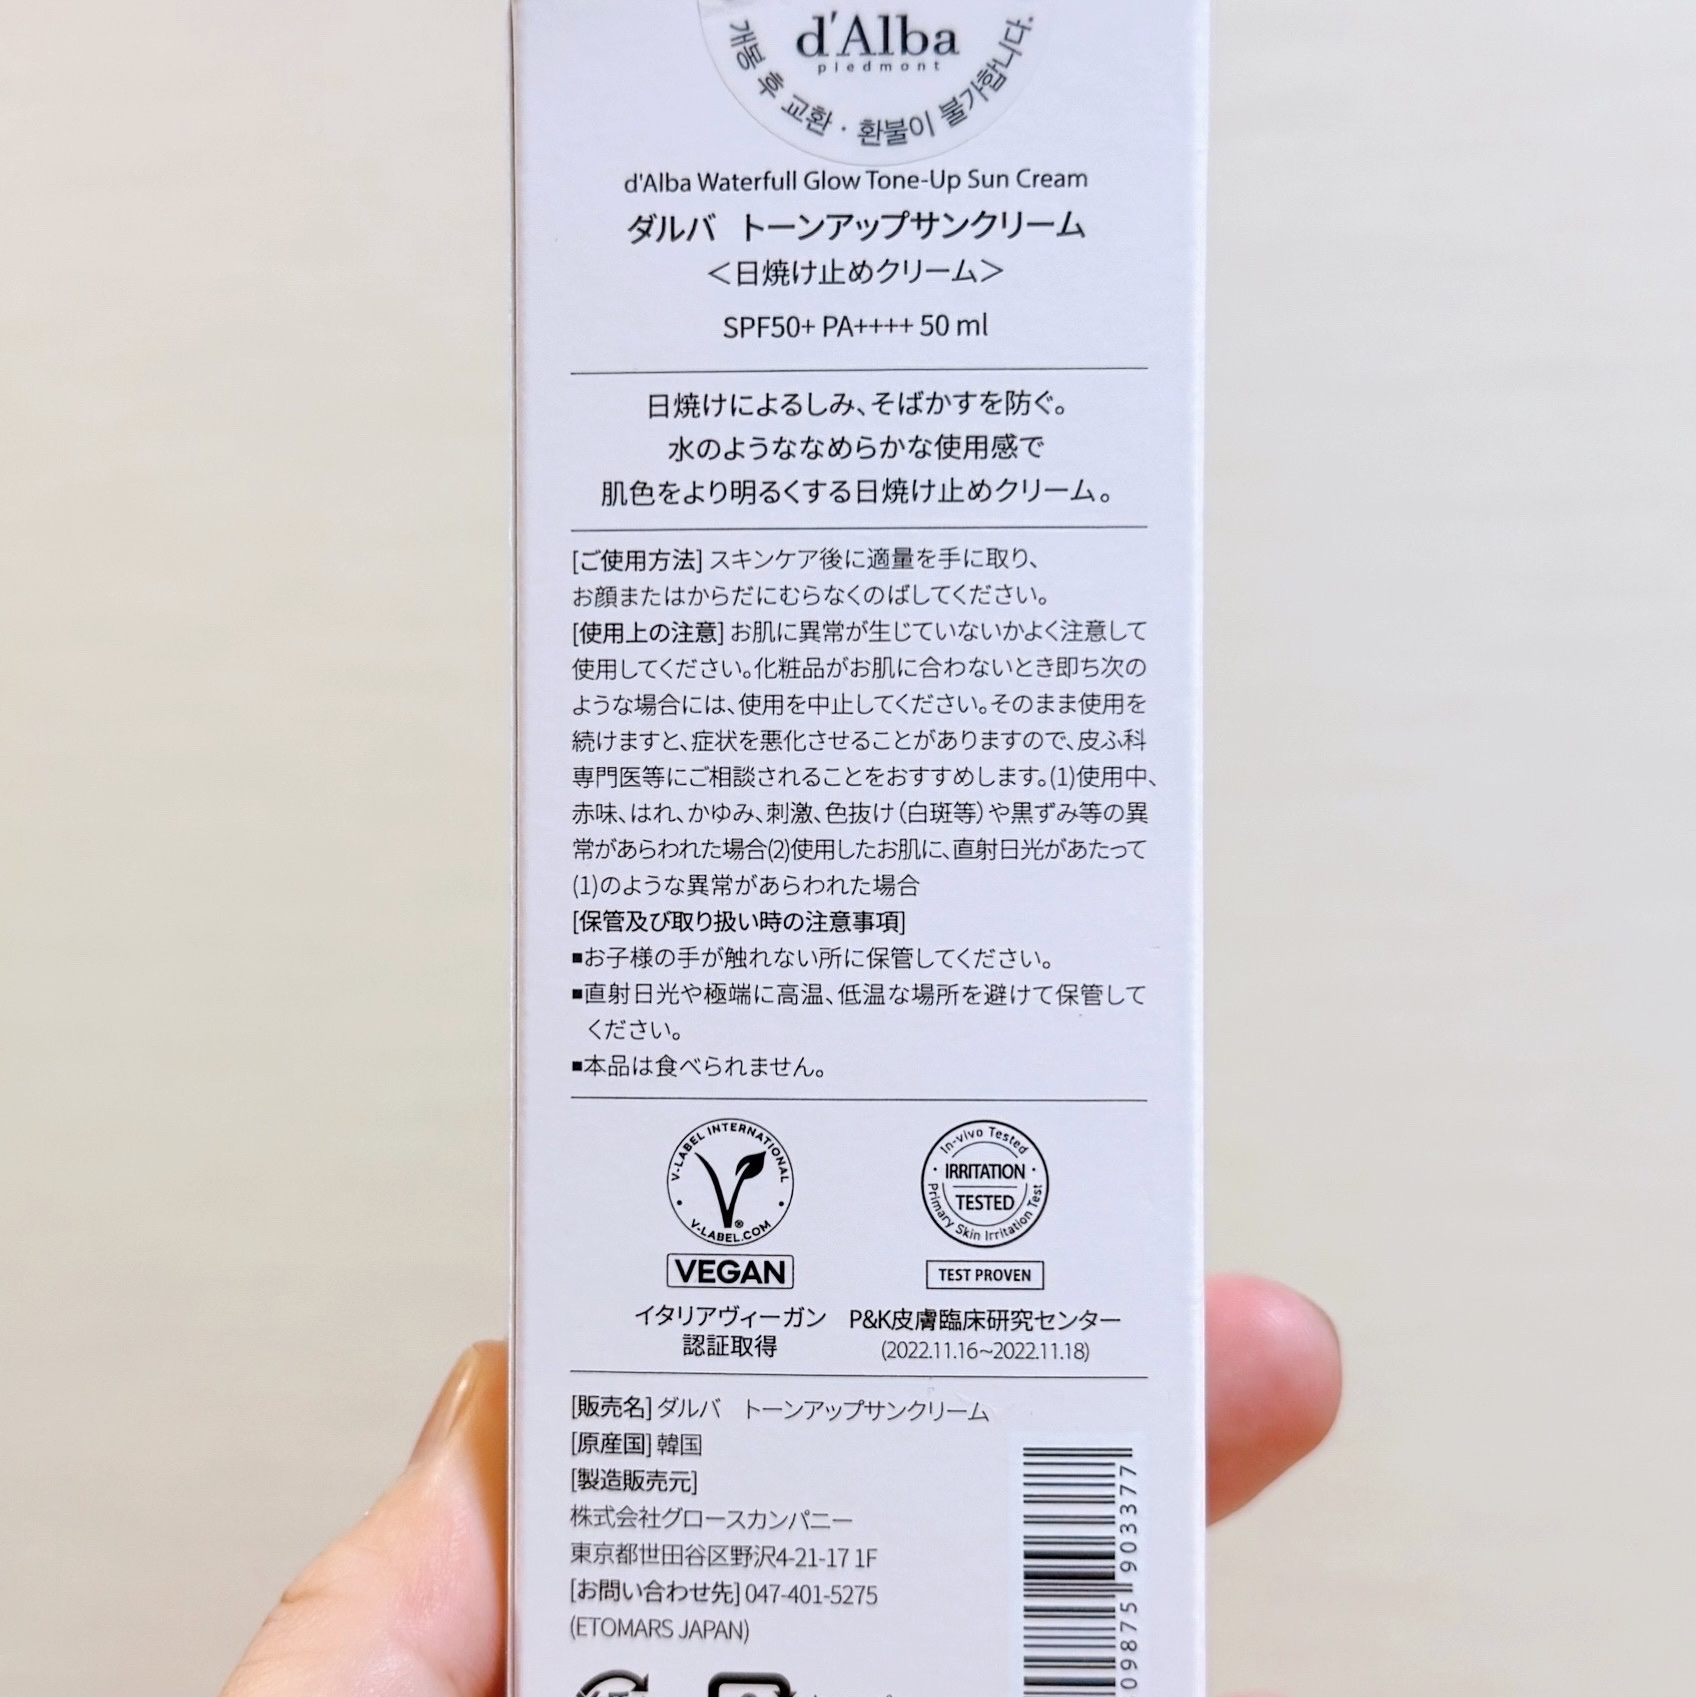 d'Alba
piedmont
개봉 후 교환 · 환불이 불가합니다.
d'Alba Waterfull Glow Tone-Up Sun Cream
ダルバ トーンアップサンクリーム
＜日焼け止めクリーム＞
SPF50+ PA++++ 50 ml
日焼けによるしみ、そばかすを防ぐ。
水のようななめらかな使用感で
肌色をより明るくする日焼け止めクリーム。
[ご使用方法] スキンケア後に適量を手に取り、
お顔またはからだにむらなくのばしてください。
[使用上の注意] お肌に異常が生じていないかよく注意して
使用してください。化粧品がお肌に合わないとき即ち次の
ような場合には、使用を中止してください。そのまま使用を
続けますと、症状を悪化させることがありますので、皮ふ科
専門医等にご相談されることをおすすめします。(1)使用中、
赤味、はれ、かゆみ、刺激、色抜け（白斑等）や黒ずみ等の異
常があらわれた場合(2)使用したお肌に、直射日光があたって
(1)のような異常があらわれた場合
[保管及び取り扱い時の注意事項]
■お子様の手が触れない所に保管してください。
■直射日光や極端に高温、低温な場所を避けて保管して
ください。
■本品は食べられません。
V-LABEL INTERNATIONAL
V-LABEL.COM
VEGAN
イタリアヴィーガン
認証取得
In-vivo Tested
IRRITATION
TESTED
Primary Skin Irritation Test
TEST PROVEN
P&K皮膚臨床研究センター
(2022.11.16~2022.11.18)
[販売名] ダルバ トーンアップサンクリーム
[原産国] 韓国
[製造販売元]
株式会社グロースカンパニー
東京都世田谷区野沢4-21-17 1F
[お問い合わせ先] 047-401-5275
(ETOMARS JAPAN)
09875 903377